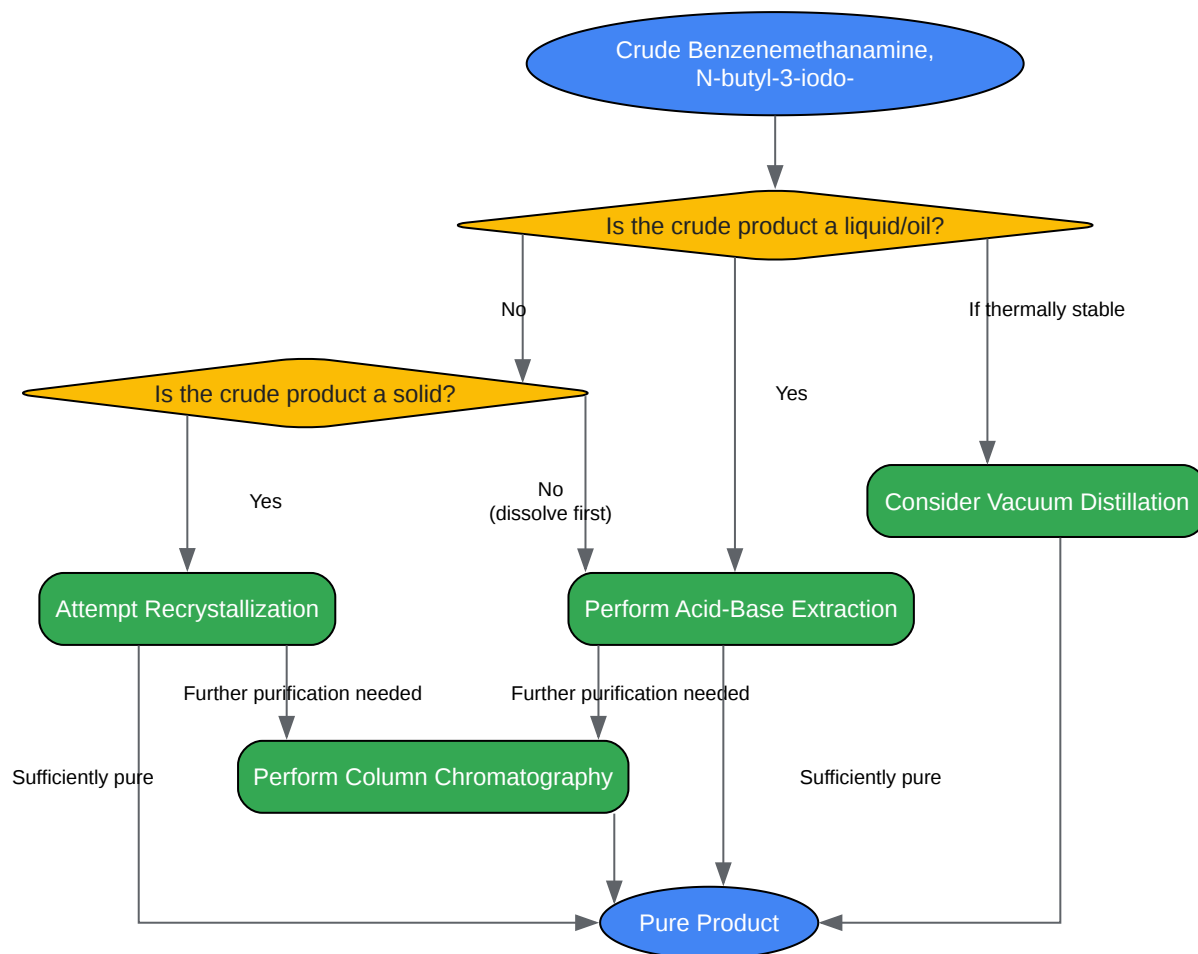 Crude Benzenemethanamine,
N-butyl-3-iodo-
Is the crude product a liquid/oil?
No
If thermally stable
Is the crude product a solid?
Yes
Yes
No
(dissolve first)
Consider Vacuum Distillation
Attempt Recrystallization
Perform Acid-Base Extraction
Further purification needed
Further purification needed
Sufficiently pure
Perform Column Chromatography
Sufficiently pure
Pure Product